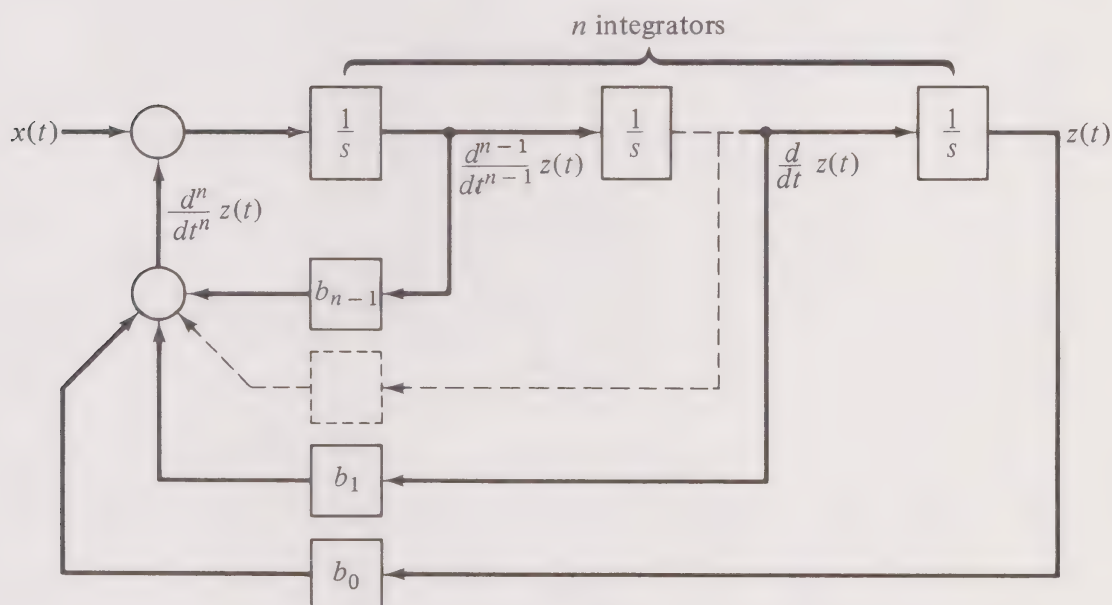 n integrators
x(t)
1/s
1/s
1/s
z(t)
d^{n-1}/dt^{n-1} z(t)
d/dt z(t)
d^n/dt^n z(t)
b_{n-1}
b_1
b_0